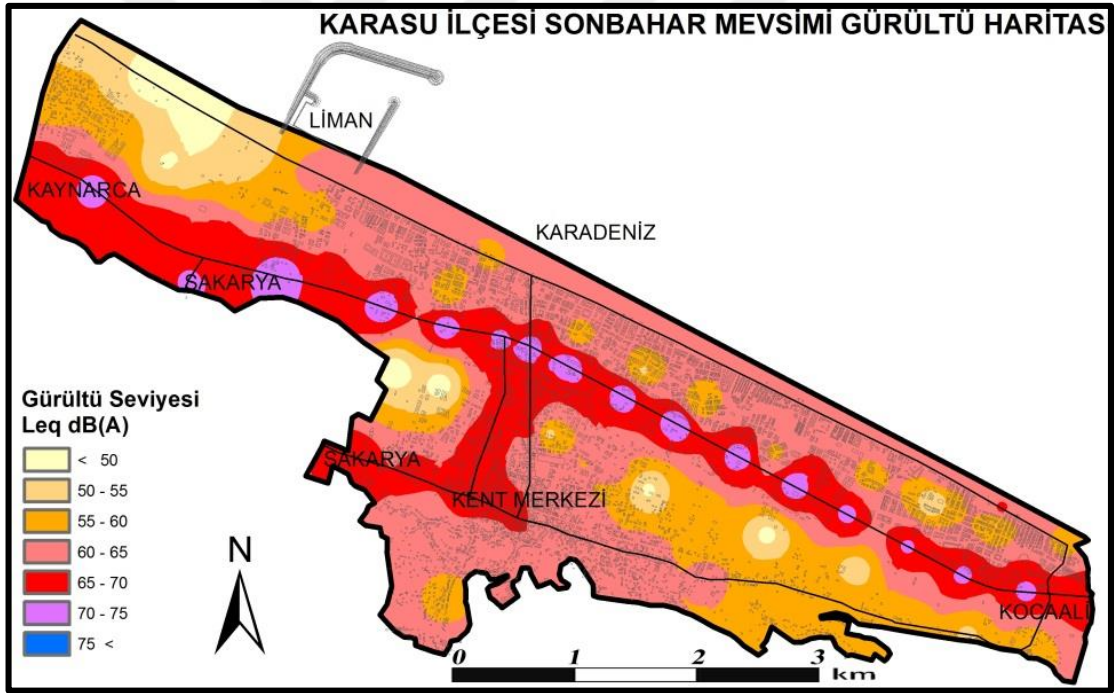 KARASU İLÇESİ SONBAHAR MEVSİMİ GÜRÜLTÜ HARİTAS
LİMAN
KAYNARCA
KARADENİZ
SAKARYA
Gürültü Seviyesi
Leq dB(A)
< 50
50 - 55
55 - 60
60 - 65
65 - 70
70 - 75
75 <
SAKARYA
KENT MERKEZİ
N
KOCAALİ
0 1 2 3
km